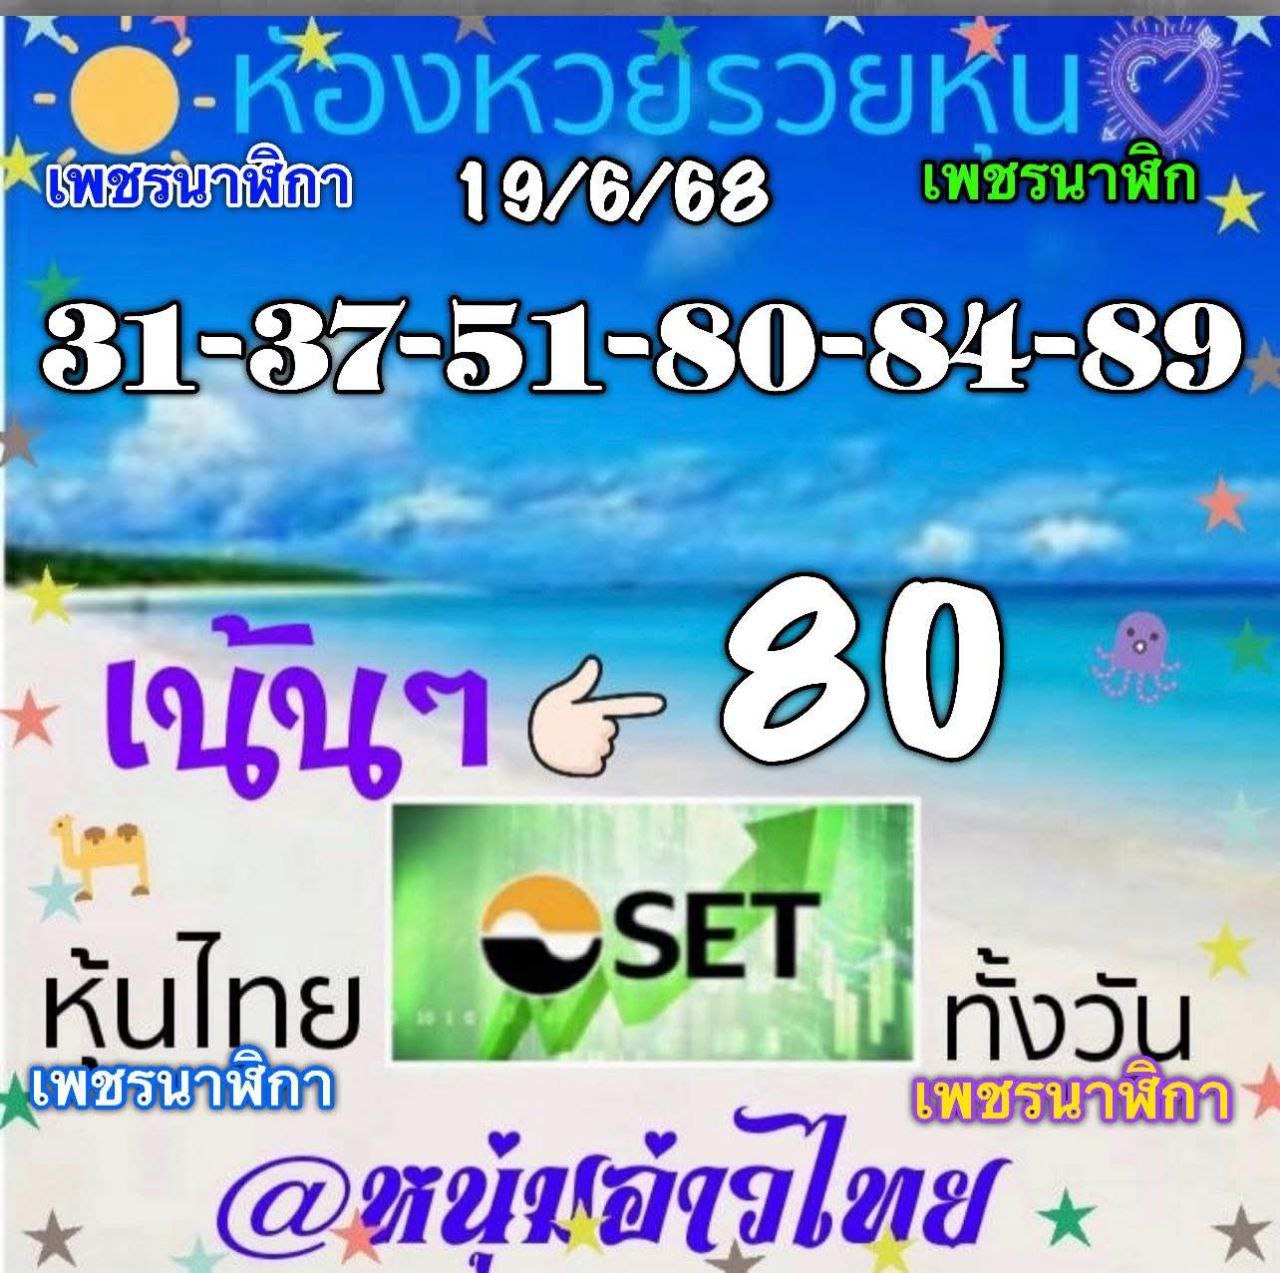 ห้องหวยรวยหุ้น
เพชรนาฬิกา 19/6/68 เพชรนาฬิก
31-37-51-80-84-89
เน้นๆ 80
SET
หุ้นไทย ทั้งวัน
เพชรนาฬิกา เพชรนาฬิกา
@หนุ่มอ่าวไทย